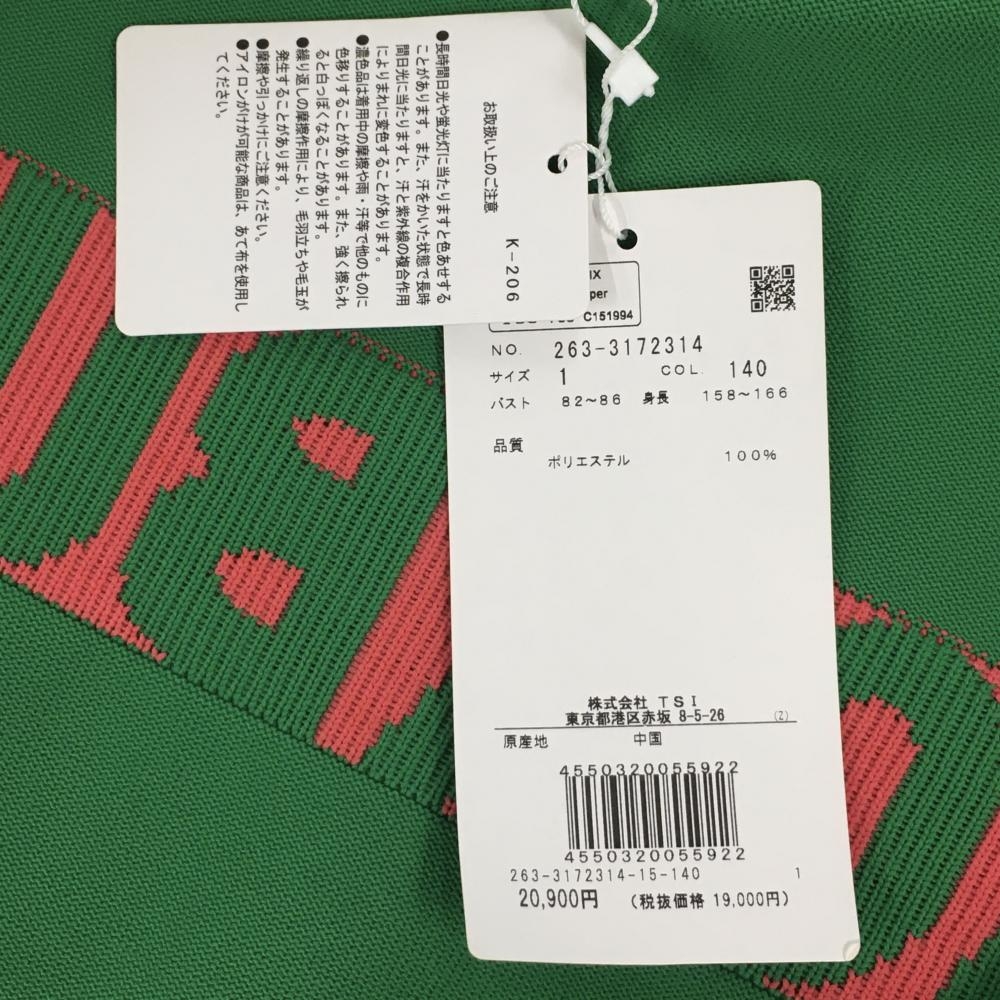 お取扱い上のご注意
K-206
●長時間日光や蛍光灯に当たりますと色あせする
ことがあります。また、汗をかいた状態で長時
間日光に当たりますと、汗と紫外線の複合作用
によりまれに変色することがあります。
●濃色品は着用中の摩擦や雨・汗等で他のものに
色移りすることがあります。また、強く擦られ
ると白っぽくなることがあります。
●繰り返しの摩擦作用により、毛羽立ちや毛玉が
発生することがあります。
●摩擦や引っかけにご注意ください。
●アイロンがけが可能な商品は、あて布を使用し
てください。
C151994
NO. 263-3172314
サイズ 1 COL. 140
バスト 82〜86 身長 158〜166
品質
ポリエステル 100%
株式会社 TSI
東京都港区赤坂 8-5-26 (Z)
原産地 中国
4550320055922
4550320055922
263-3172314-15-140 1
20,900円 (税抜価格 19,000円)